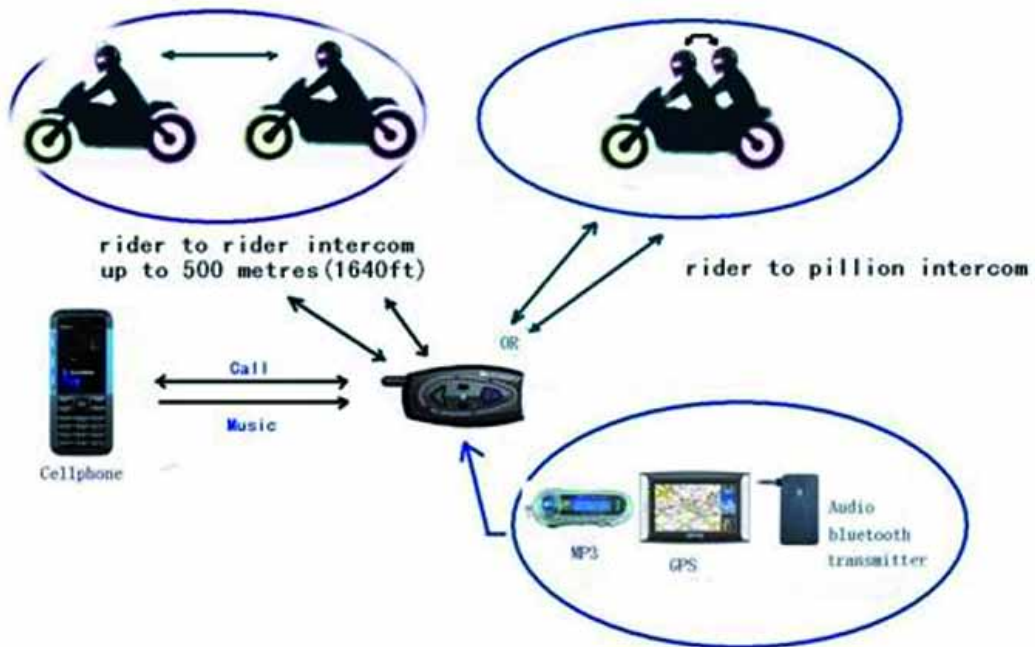 rider to rider intercom
up to 500 metres(1640ft)
rider to pillion intercom
OR
Call
Music
Cellphone
MP3
GPS
Audio
bluetooth
transmitter